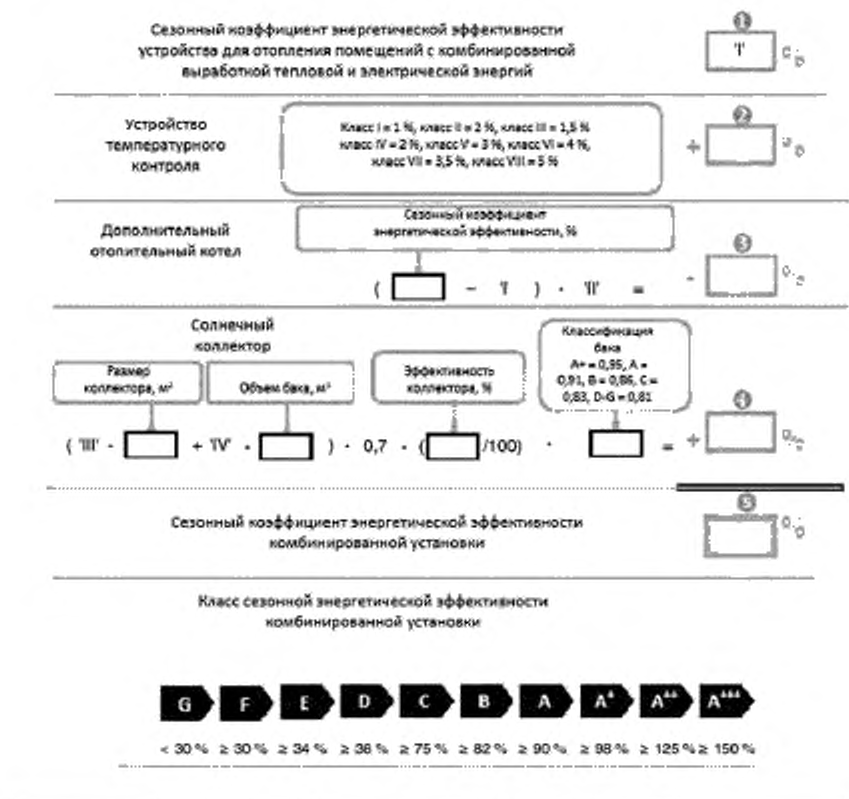 Сезонный коэффициент энергетической эффективности
устройства для отопления помещений с комбинированной
выработкой тепловой и электрической энергий
1
'I'
%
Устройство
температурного
контроля
Класс I = 1 %, класс II = 2 %, класс III = 1,5 %
класс IV = 2 %, класс V = 3 %, класс VI = 4 %,
класс VII = 3,5 %, класс VIII = 5 %
2
+ %
Дополнительный
отопительный котел
Сезонный коэффициент
энергетической эффективности, %
3
( − 'I' ) · 'II' = - %
Солнечный
коллектор
Размер
коллектора, м²
Объем бака, м³
Эффективность
коллектора, %
Классификация
бака
A+ = 0,95, A =
0,91, B = 0,86, C =
0,83, D-G = 0,81
4
( 'III' · + 'IV' · ) · 0,7 · ( /100) · = + %
5
Сезонный коэффициент энергетической эффективности
комбинированной установки
%
Класс сезонной энергетической эффективности
комбинированной установки
G F E D C B A A⁺ A⁺⁺ A⁺⁺⁺
< 30 % ≥ 30 % ≥ 34 % ≥ 36 % ≥ 75 % ≥ 82 % ≥ 90 % ≥ 98 % ≥ 125 % ≥ 150 %